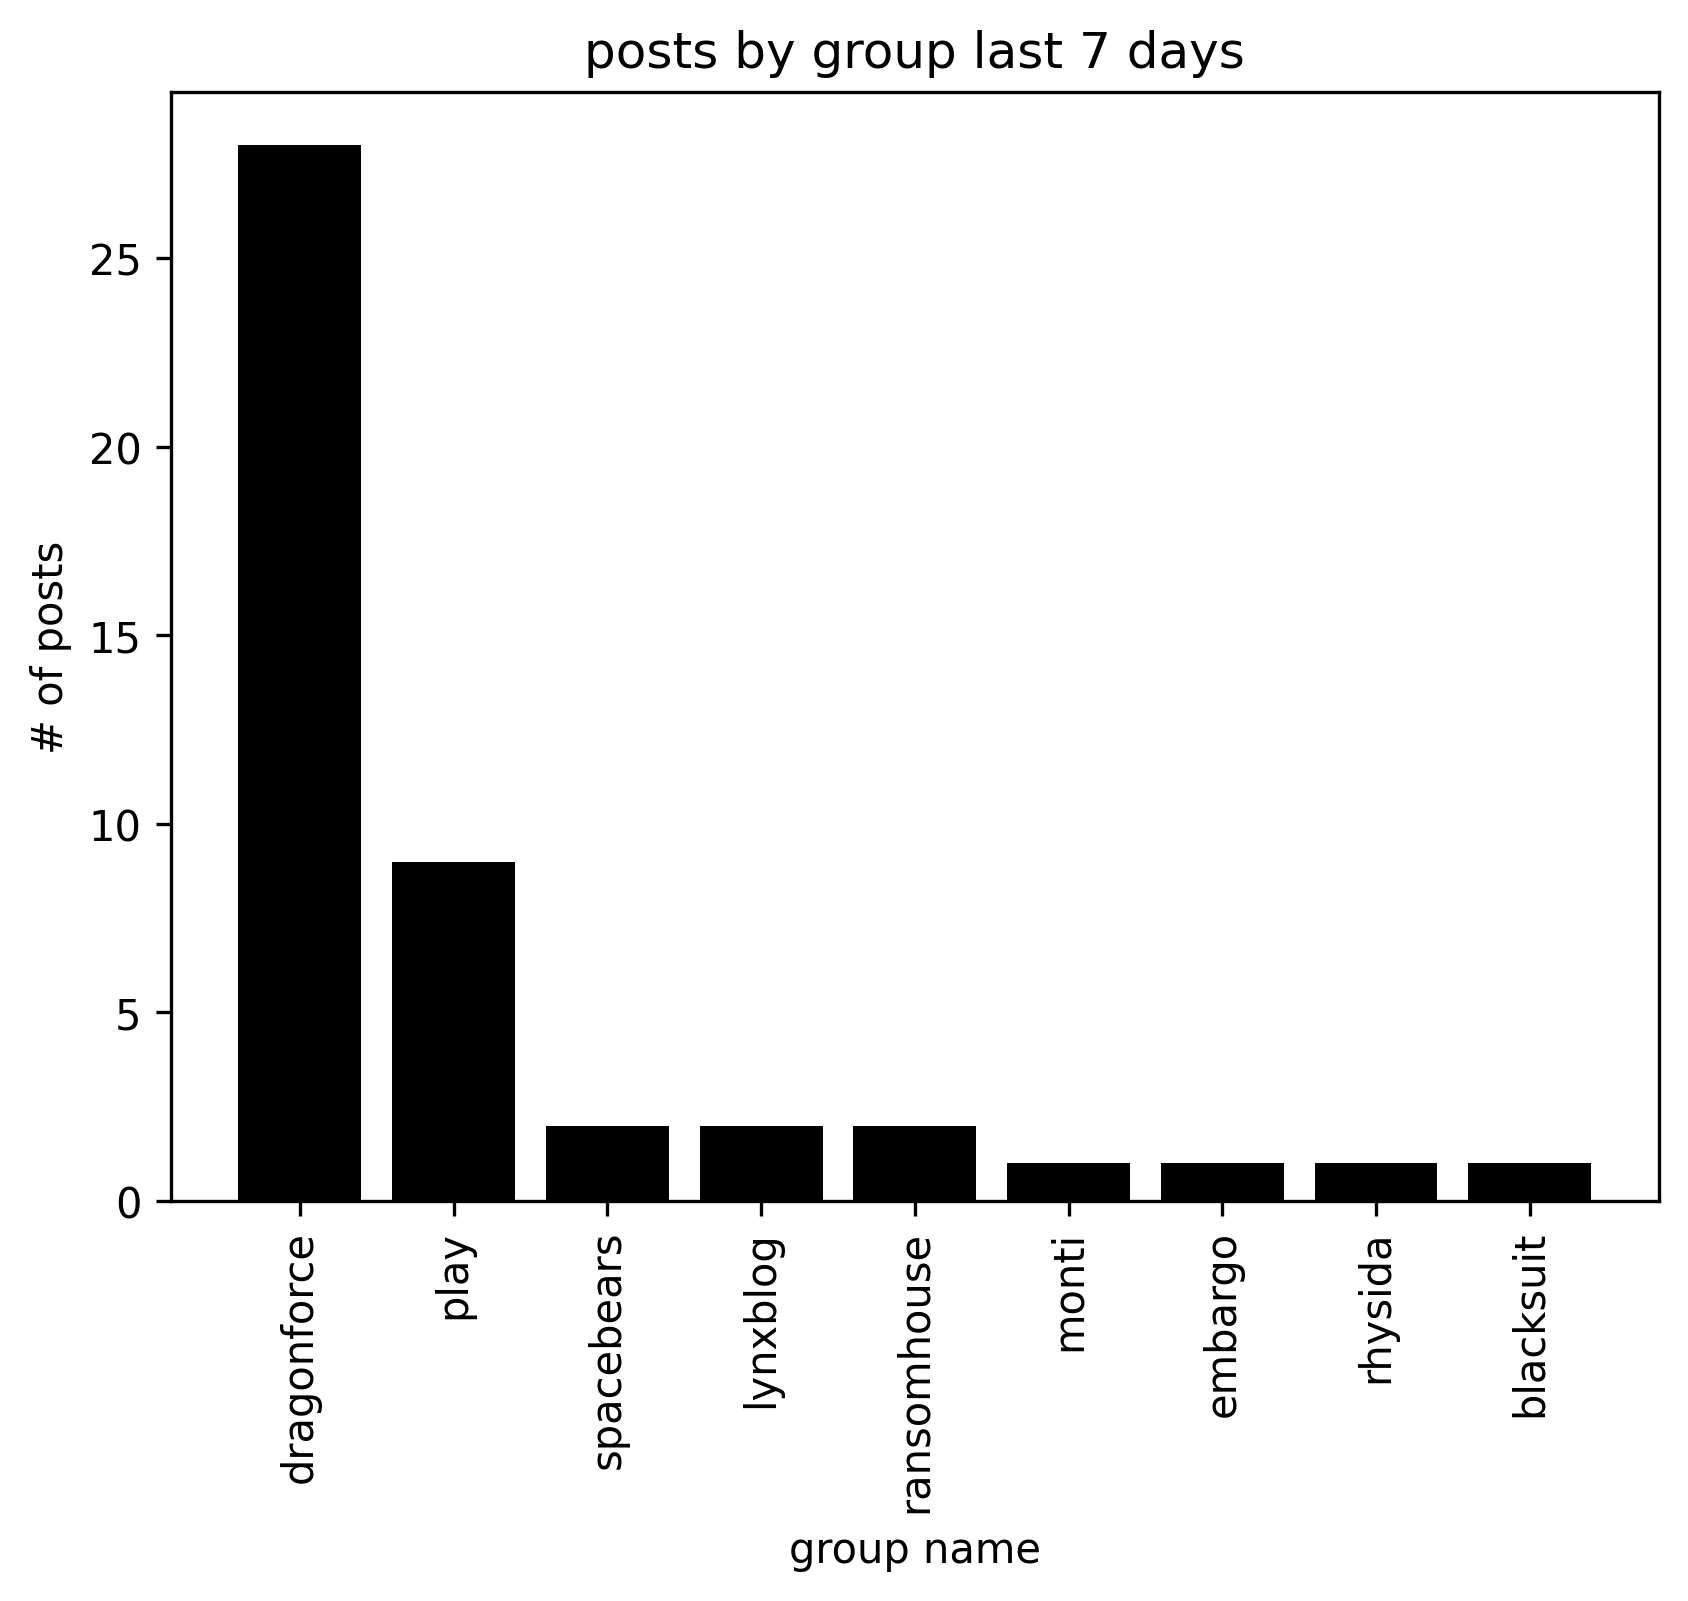 posts by group last 7 days
# of posts
25
20
15
10
5
0
dragonforce
play
spacebears
lynxblog
ransomhouse
monti
embargo
rhysida
blacksuit
group name